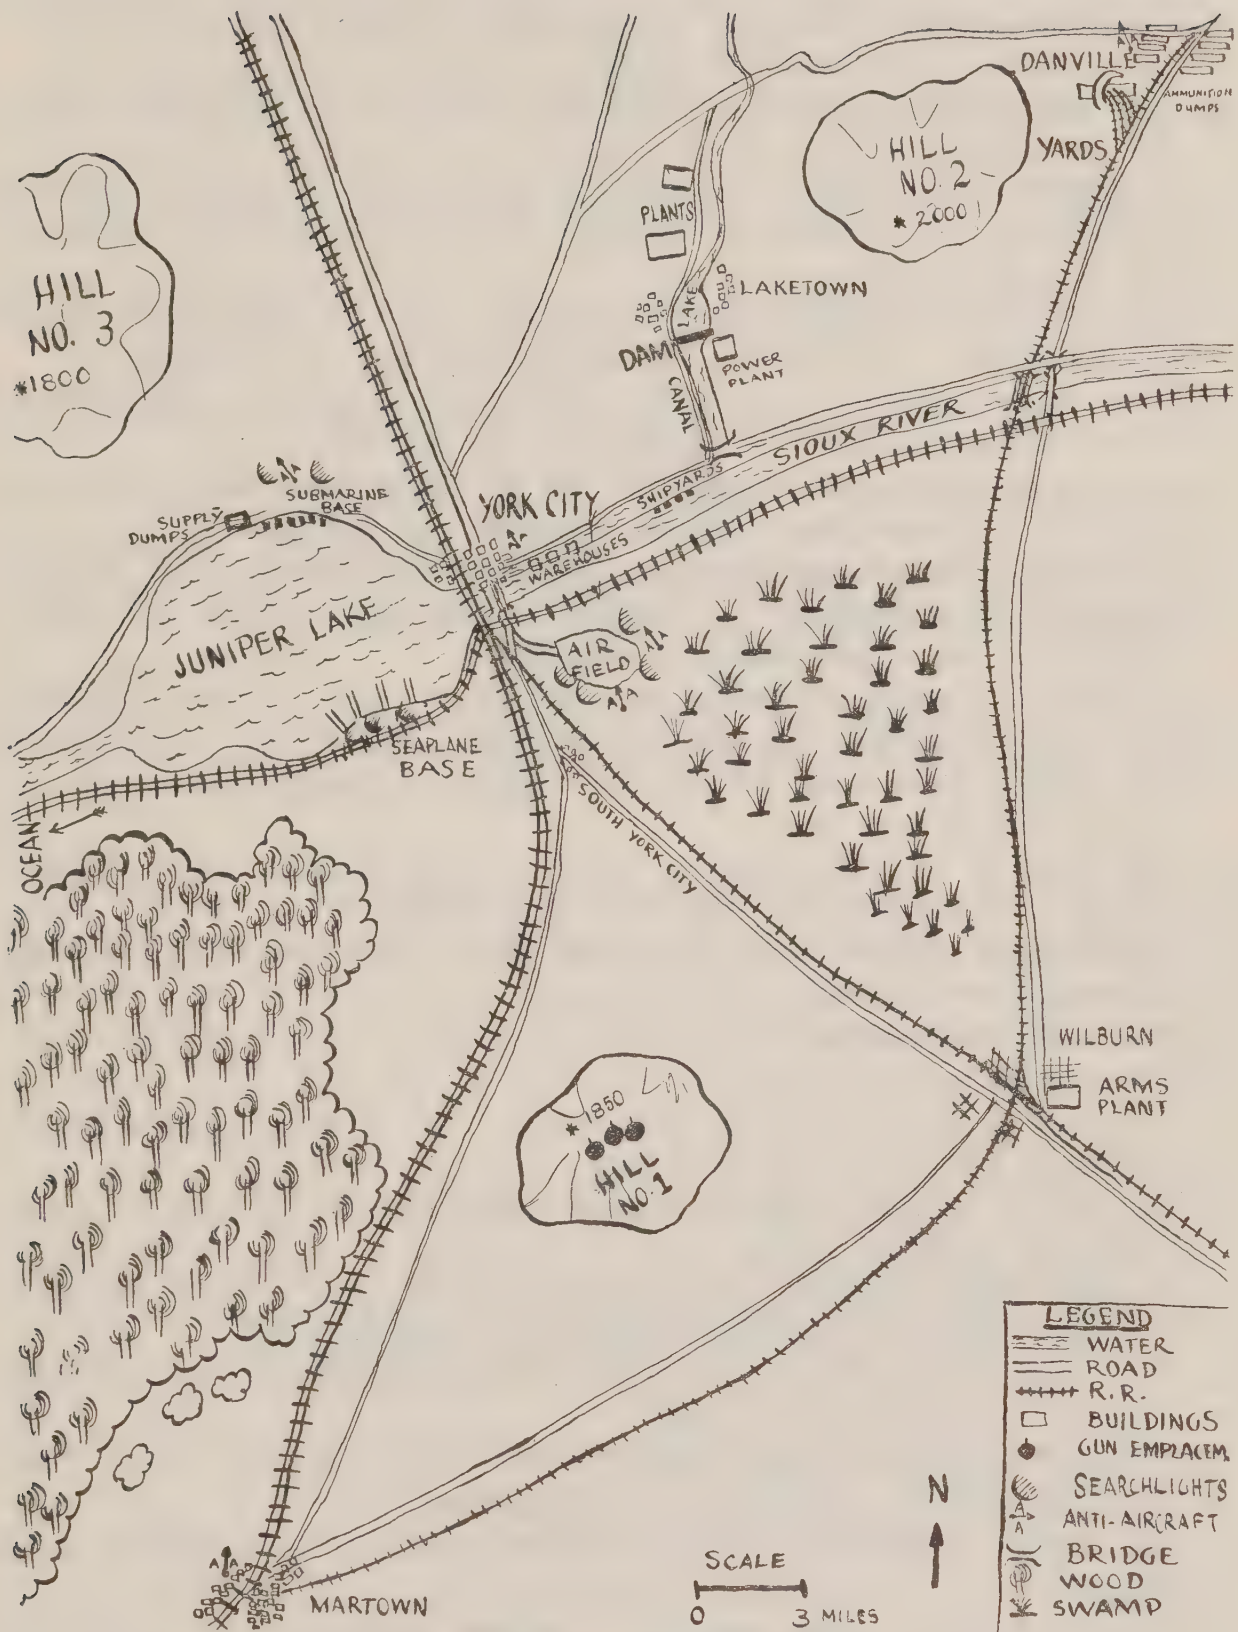 DANVILLE
AMMUNITION
DUMPS
YARDS
HILL
NO. 2
* 2000
PLANTS
HILL
NO. 3
*1800
LAKETOWN
LAKE
DAM
POWER
PLANT
CANAL
SIOUX RIVER
SHIPYARDS
A A
SUBMARINE
BASE
SUPPLY
DUMPS
YORK CITY
A
WAREHOUSES
JUNIPER LAKE
AIR
FIELD
A A
A A
SEAPLANE
BASE
SOUTH YORK CITY
OCEAN
WILBURN
ARMS
PLANT
* 1850
HILL
NO. 1
LEGEND
WATER
ROAD
R.R.
BUILDINGS
GUN EMPLACEM.
SEARCHLIGHTS
A
A
ANTI-AIRCRAFT
BRIDGE
WOOD
SWAMP
N
SCALE
0 3 MILES
A A
MARTOWN